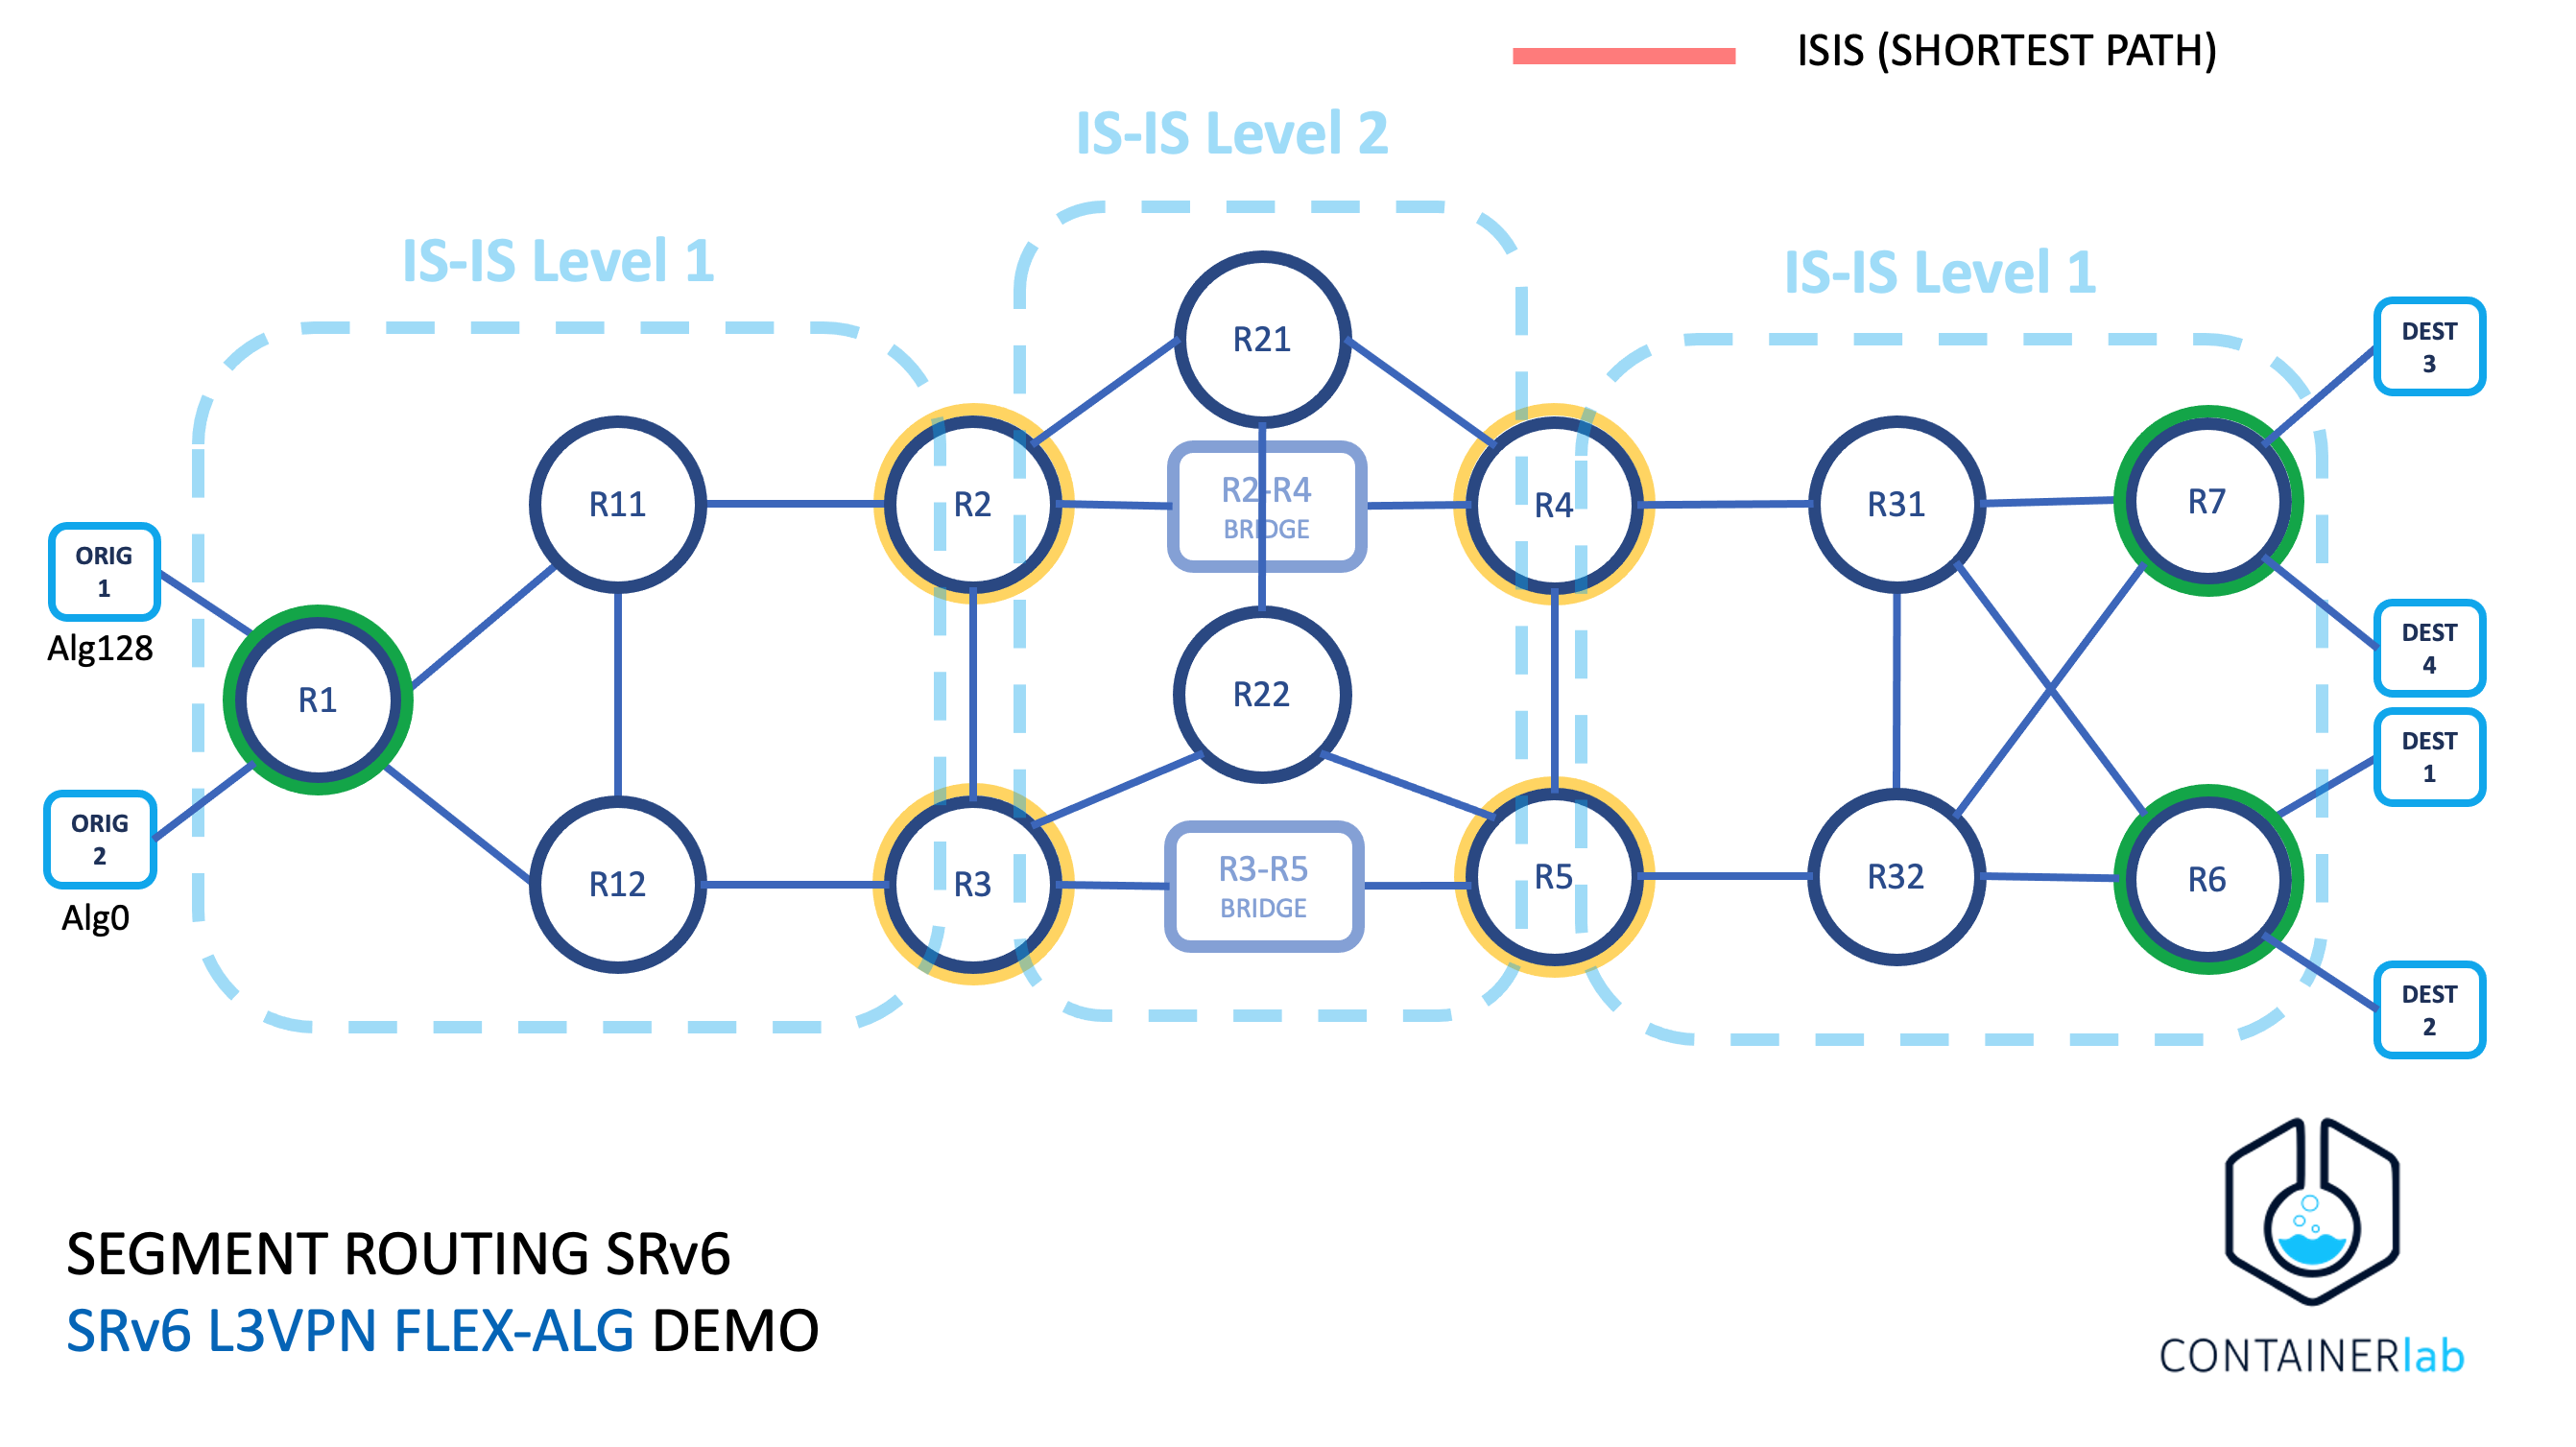 ISIS (SHORTEST PATH)
IS-IS Level 2
IS-IS Level 1
IS-IS Level 1
R21
DEST
3
R11
R2
R2-R4
BRIDGE
R4
R31
R7
ORIG
1
Alg128
R1
R22
DEST
4
DEST
1
ORIG
2
Alg0
R12
R3
R3-R5
BRIDGE
R5
R32
R6
DEST
2
SEGMENT ROUTING SRv6
SRv6 L3VPN FLEX-ALG DEMO
CONTAINERlab